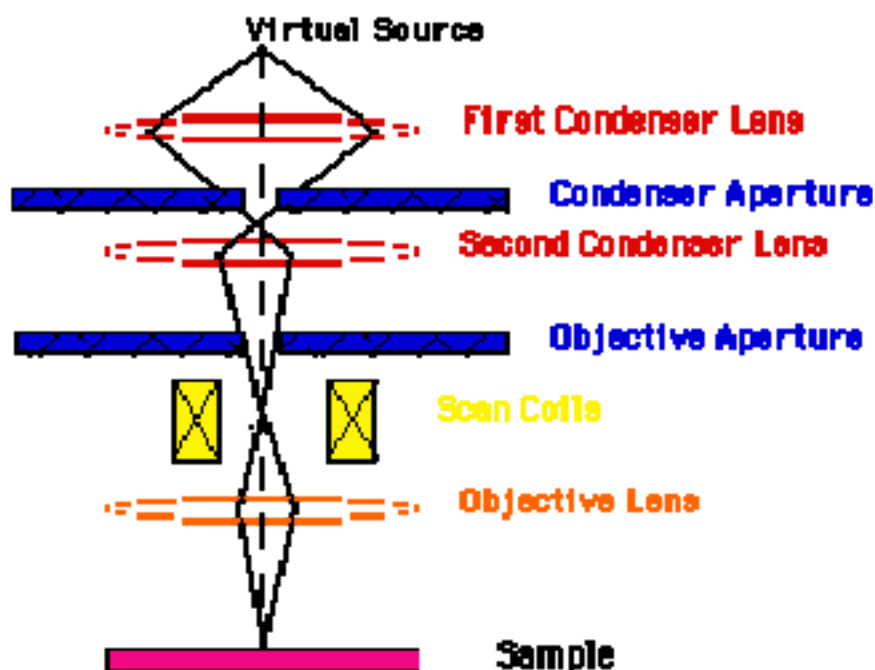 Virtual Source
First Condenser Lens
Condenser Aperture
Second Condenser Lens
Objective Aperture
Scan Coils
Objective Lens
Sample